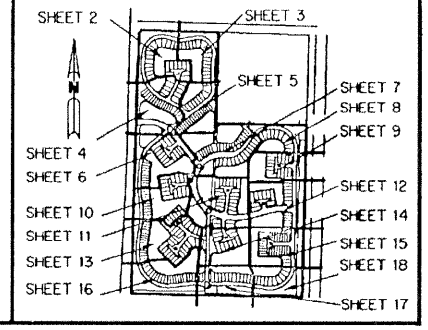 SHEET 2
SHEET 3
N
SHEET 5
SHEET 7
SHEET 8
SHEET 9
SHEET 4
SHEET 6
SHEET 12
SHEET 10
SHEET 14
SHEET 11
SHEET 15
SHEET 13
SHEET 18
SHEET 16
SHEET 17